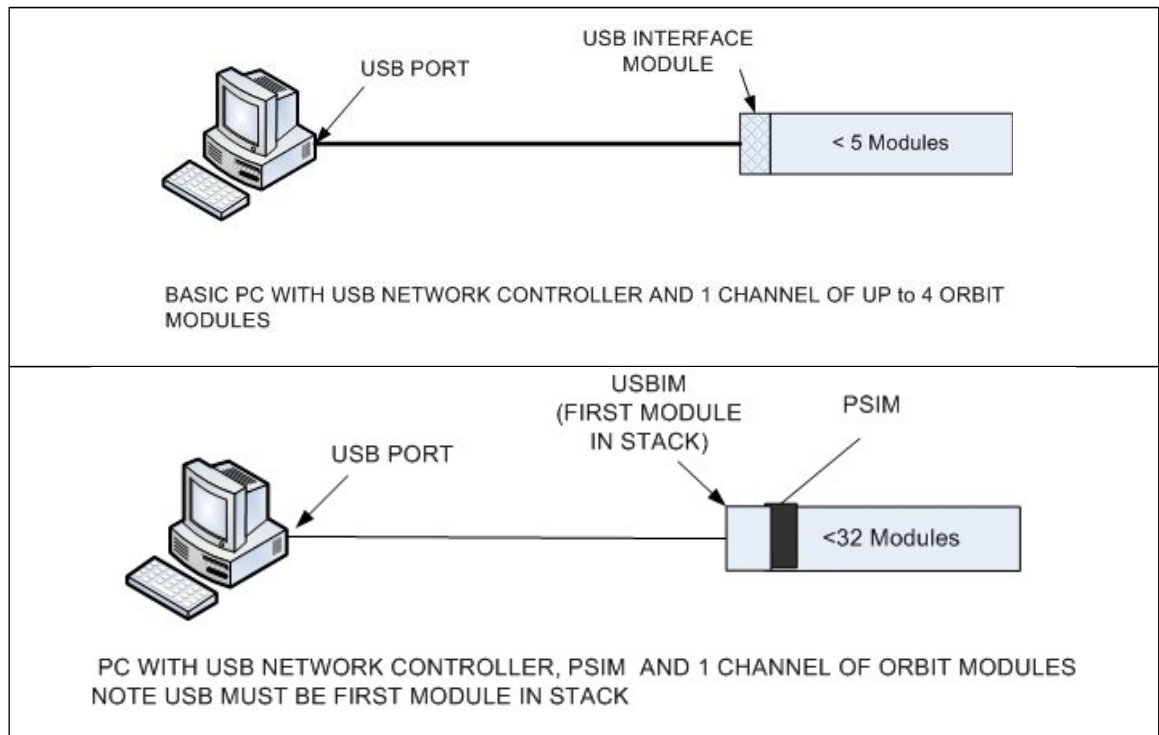 USB INTERFACE
MODULE
USB PORT
< 5 Modules
BASIC PC WITH USB NETWORK CONTROLLER AND 1 CHANNEL OF UP to 4 ORBIT
MODULES
USBIM
(FIRST MODULE
IN STACK)
PSIM
USB PORT
<32 Modules
PC WITH USB NETWORK CONTROLLER, PSIM AND 1 CHANNEL OF ORBIT MODULES
NOTE USB MUST BE FIRST MODULE IN STACK